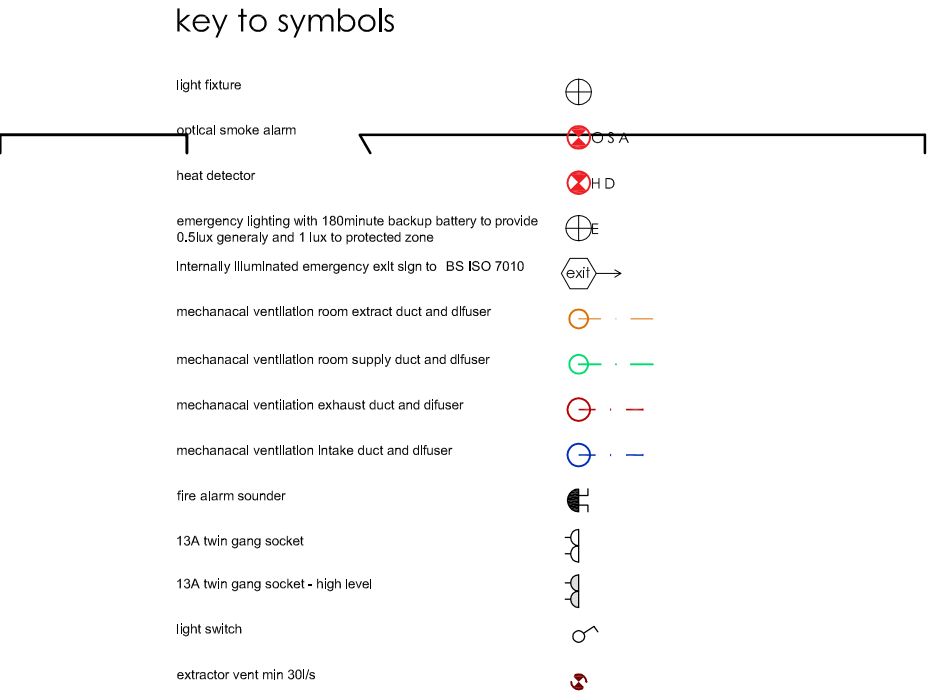 key to symbols
light fixture
optical smoke alarm
OSA
heat detector
HD
emergency lighting with 180minute backup battery to provide
0.5lux generaly and 1 lux to protected zone
E
internally illuminated emergency exit sign to BS ISO 7010
exit
mechanacal ventilation room extract duct and difuser
mechanacal ventilation room supply duct and difuser
mechanacal ventilation exhaust duct and difuser
mechanacal ventilation intake duct and difuser
fire alarm sounder
13A twin gang socket
13A twin gang socket - high level
light switch
extractor vent min 30l/s